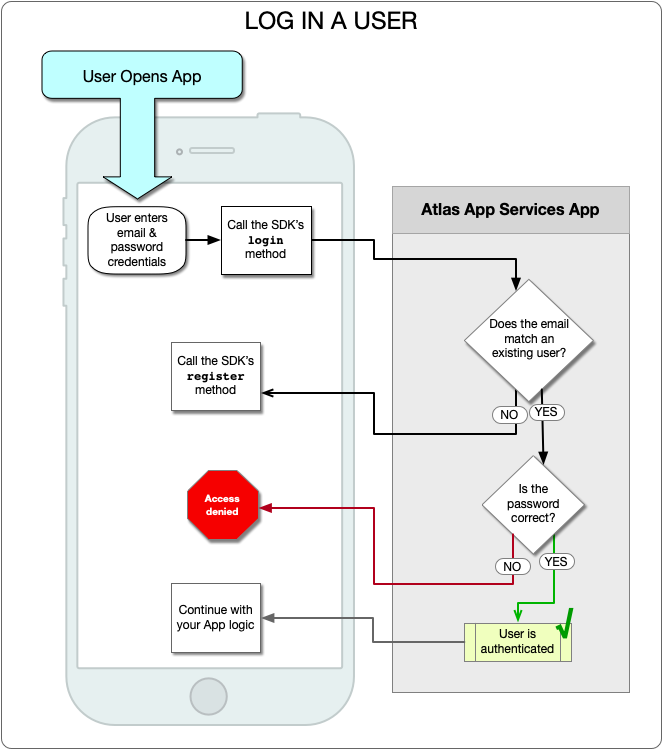 LOG IN A USER
User Opens App
User enters
email &
password
credentials
Call the SDK's
login
method
Atlas App Services App
Does the email
match an
existing user?
Call the SDK's
register
method
NO
YES
Is the
password
correct?
Access
denied
NO
YES
Continue with
your App logic
User is
authenticated